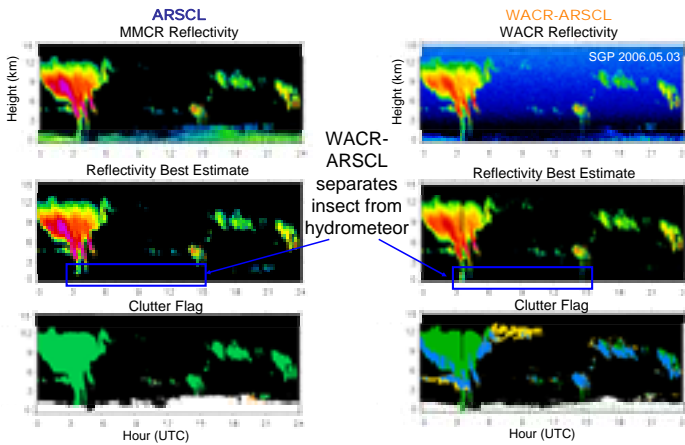 ARSCL
MMCR Reflectivity
Height (km)
Reflectivity Best Estimate
Clutter Flag
Hour (UTC)
WACR-
ARSCL
separates
insect from
hydrometeor
WACR-ARSCL
WACR Reflectivity
SGP 2006.05.03
Height (km)
Reflectivity Best Estimate
Clutter Flag
Hour (UTC)